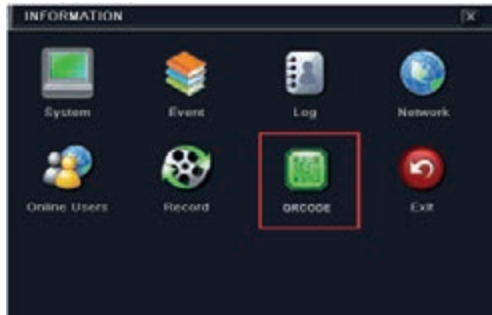 INFORMATION
System Event Log Network
Online Users Record QRCODE Exit